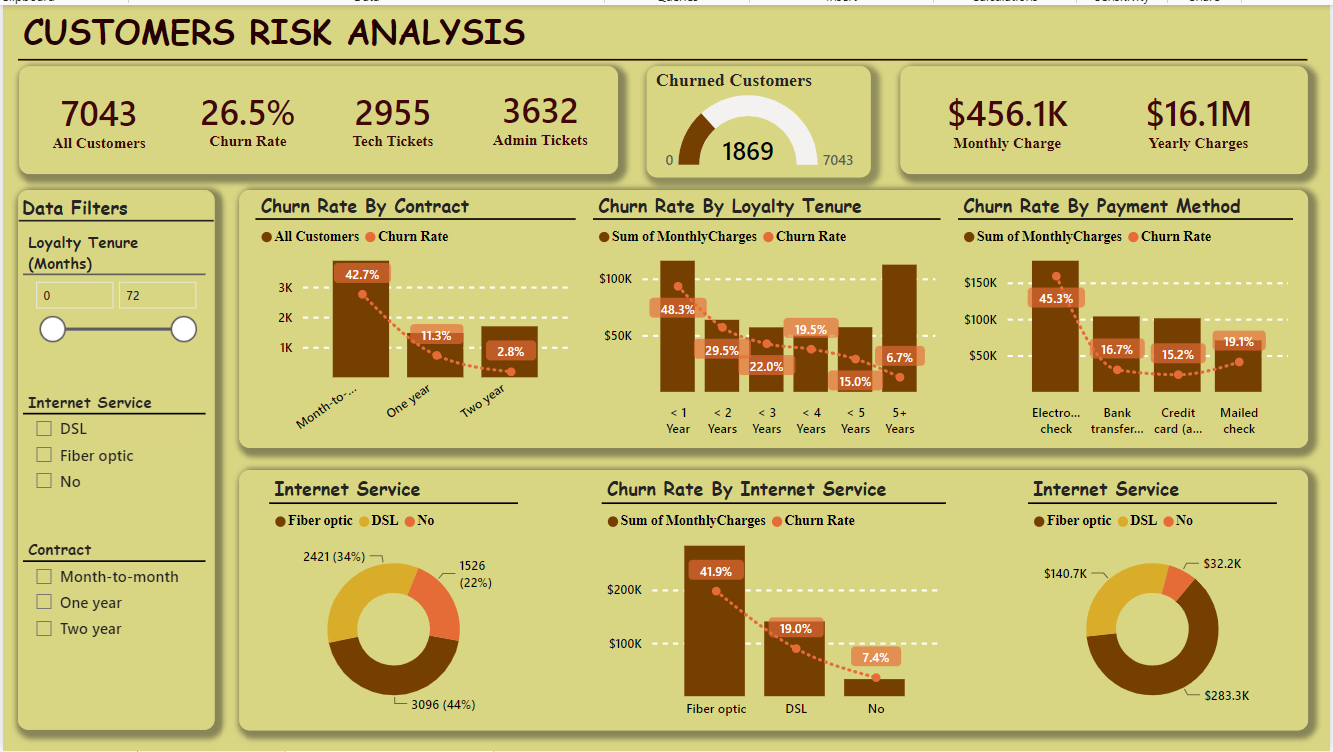 CUSTOMERS RISK ANALYSIS
7043
All Customers
26.5%
Churn Rate
2955
Tech Tickets
3632
Admin Tickets
Churned Customers
0
1869
7043
$456.1K
Monthly Charge
$16.1M
Yearly Charges
Data Filters
Loyalty Tenure
(Months)
0
72
Internet Service
DSL
Fiber optic
No
Contract
Month-to-month
One year
Two year
Churn Rate By Contract
All Customers
Churn Rate
3K
2K
1K
42.7%
11.3%
2.8%
Month-to-...
One year
Two year
Churn Rate By Loyalty Tenure
Sum of MonthlyCharges
Churn Rate
$100K
$50K
48.3%
29.5%
22.0%
19.5%
15.0%
6.7%
< 1
Year
< 2
Years
< 3
Years
< 4
Years
< 5
Years
5+
Years
Churn Rate By Payment Method
Sum of MonthlyCharges
Churn Rate
$150K
$100K
$50K
45.3%
16.7%
15.2%
19.1%
Electro...
check
Bank
transfer...
Credit
card (a...
Mailed
check
Internet Service
Fiber optic
DSL
No
2421 (34%)
1526
(22%)
3096 (44%)
Churn Rate By Internet Service
Sum of MonthlyCharges
Churn Rate
$200K
$100K
41.9%
19.0%
7.4%
Fiber optic
DSL
No
Internet Service
Fiber optic
DSL
No
$140.7K
$32.2K
$283.3K